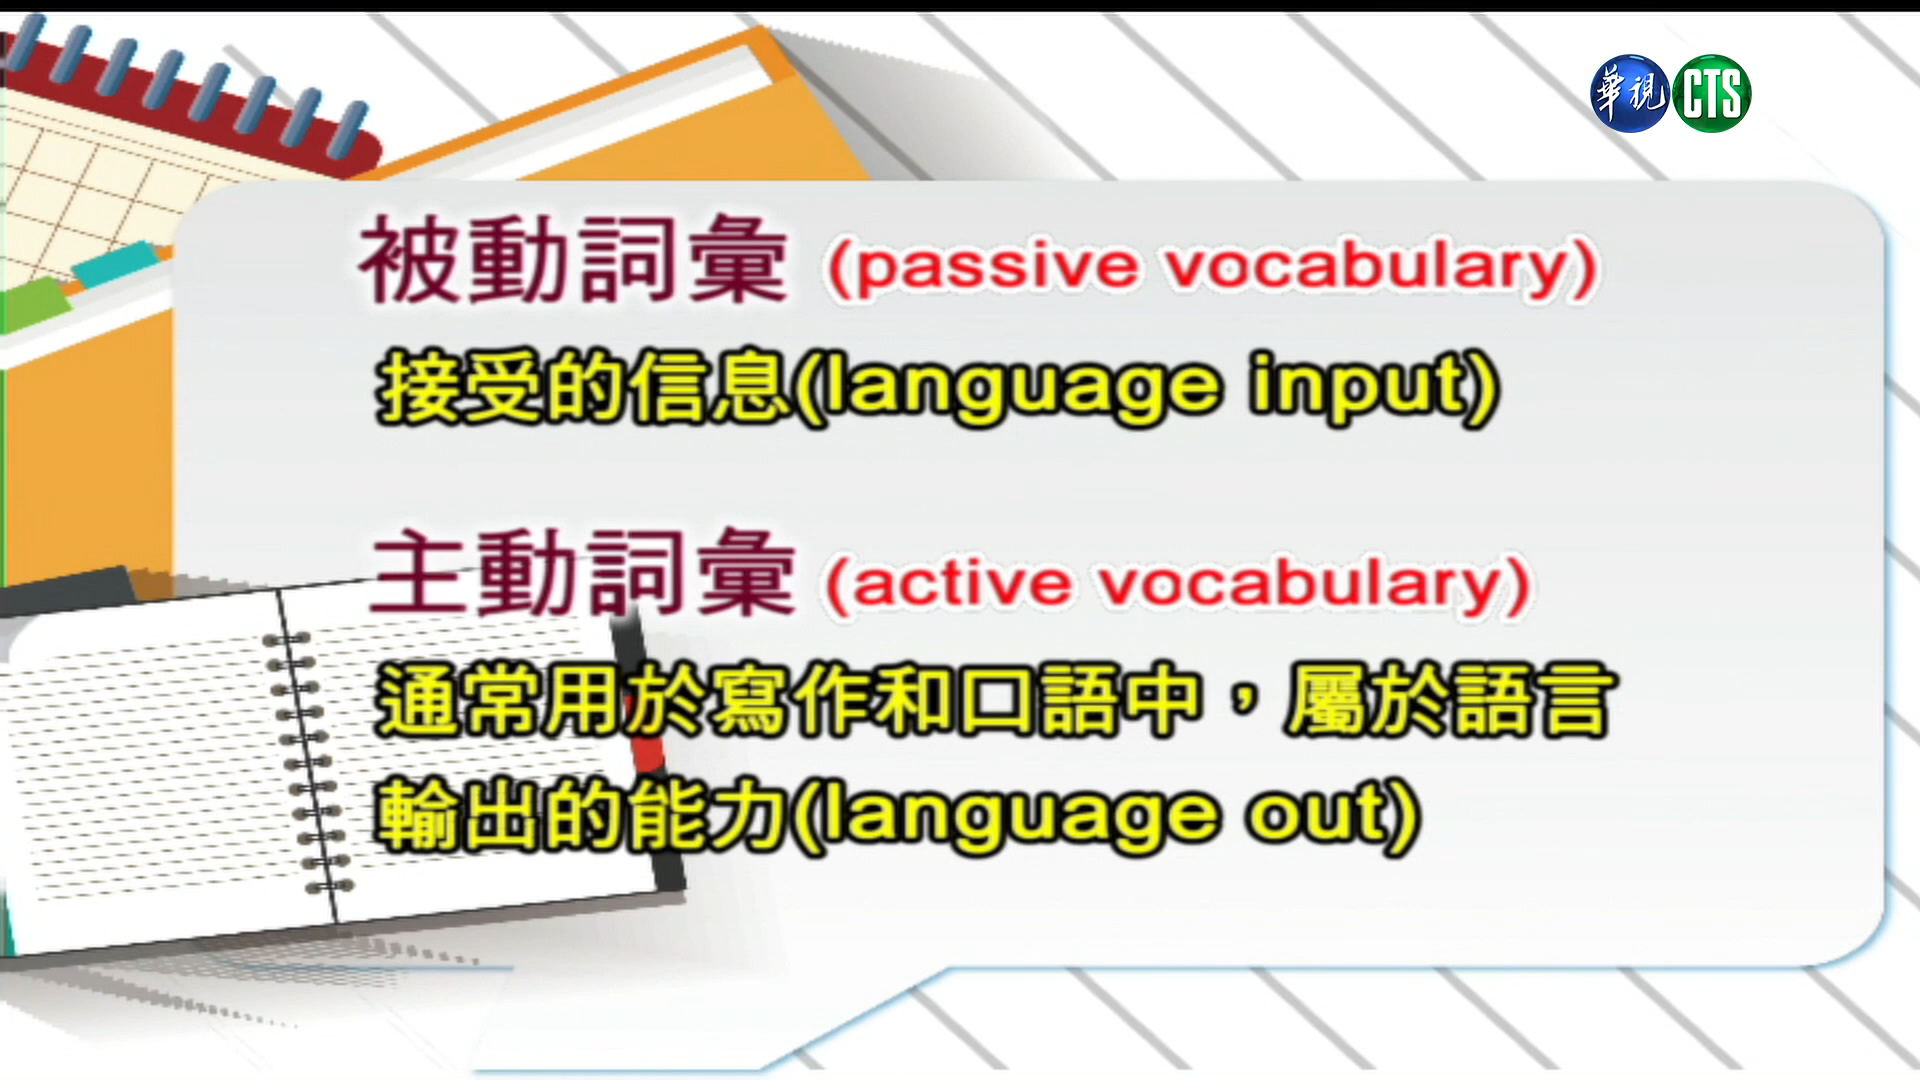 華視 CTS
被動詞彙 (passive vocabulary)
接受的信息(language input)
主動詞彙 (active vocabulary)
通常用於寫作和口語中，屬於語言
輸出的能力(language out)